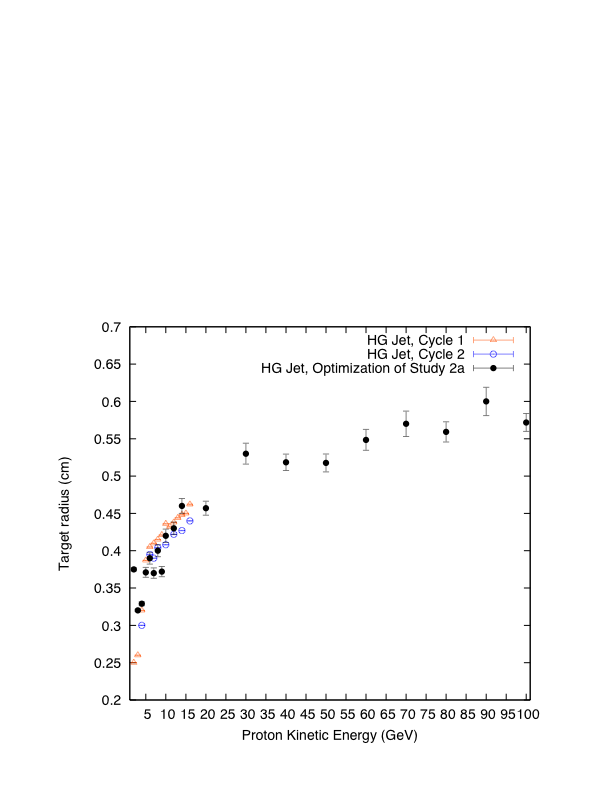 0.7
0.65
0.6
0.55
0.5
0.45
0.4
0.35
0.3
0.25
0.2
Target radius (cm)
HG Jet, Cycle 1
HG Jet, Cycle 2
HG Jet, Optimization of Study 2a
5 10 15 20 25 30 35 40 45 50 55 60 65 70 75 80 85 90 95 100
Proton Kinetic Energy (GeV)